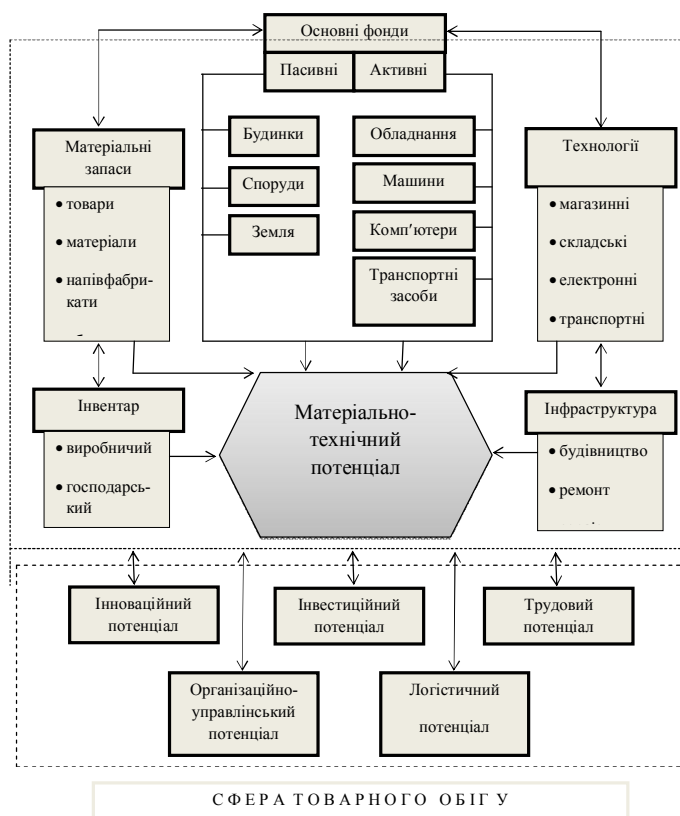 Основні фонди
Пасивні
Активні
Матеріальні
запаси
• товари
• матеріали
• напівфабри-
кати
Будинки
Споруди
Земля
Обладнання
Машини
Комп'ютери
Транспортні
засоби
Технології
• магазинні
• складські
• електронні
• транспортні
Інвентар
• виробничий
• господарсь-
кий
Матеріально-
технічний
потенціал
Інфраструктура
• будівництво
• ремонт
Інноваційний
потенціал
Інвестиційний
потенціал
Трудовий
потенціал
Організаційно-
управлінський
потенціал
Логістичний
потенціал
СФЕРА ТОВАРНОГО ОБІГУ